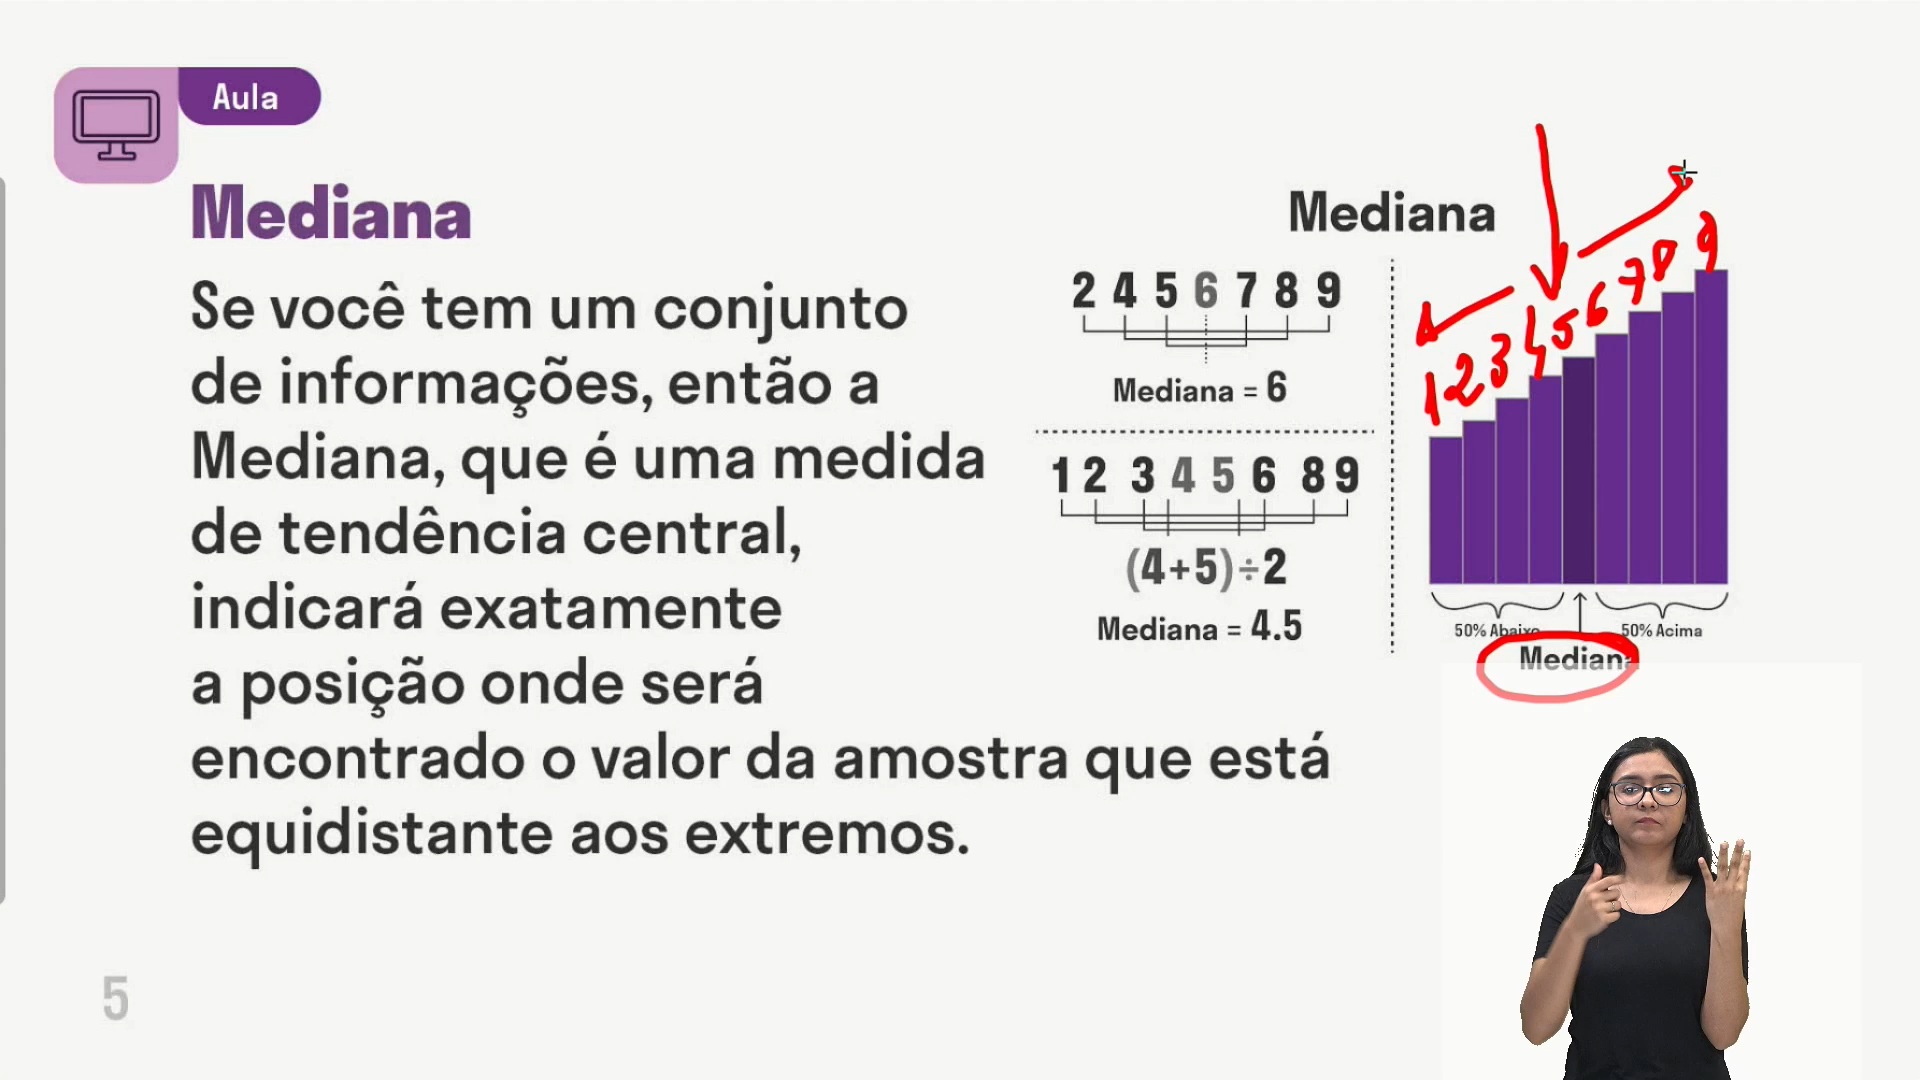 Aula
Mediana
Se você tem um conjunto
de informações, então a
Mediana, que é uma medida
de tendência central,
indicará exatamente
a posição onde será
encontrado o valor da amostra que está
equidistante aos extremos.
Mediana
2 4 5 6 7 8 9
Mediana = 6
1 2 3 4 5 6 8 9
(4+5)÷2
Mediana = 4.5
1 2 3 4 5 6 7 8 9
50% Abaixo
50% Acima
Mediana
5